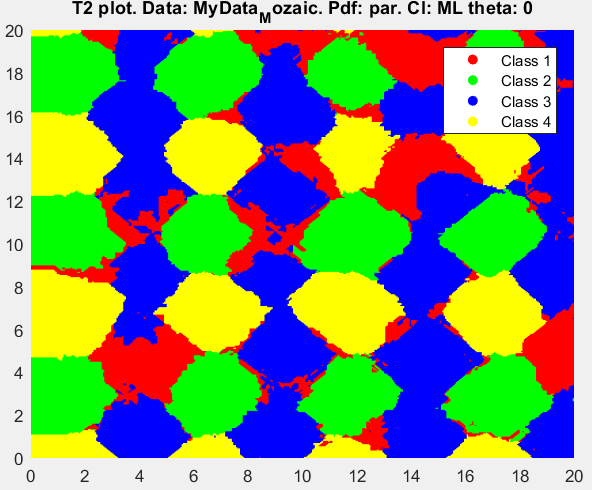 T2 plot. Data: MyData_Mozaic. Pdf: par. Cl: ML theta: 0
20
18
16
14
12
10
8
6
4
2
0
Class 1
Class 2
Class 3
Class 4
0 2 4 6 8 10 12 14 16 18 20